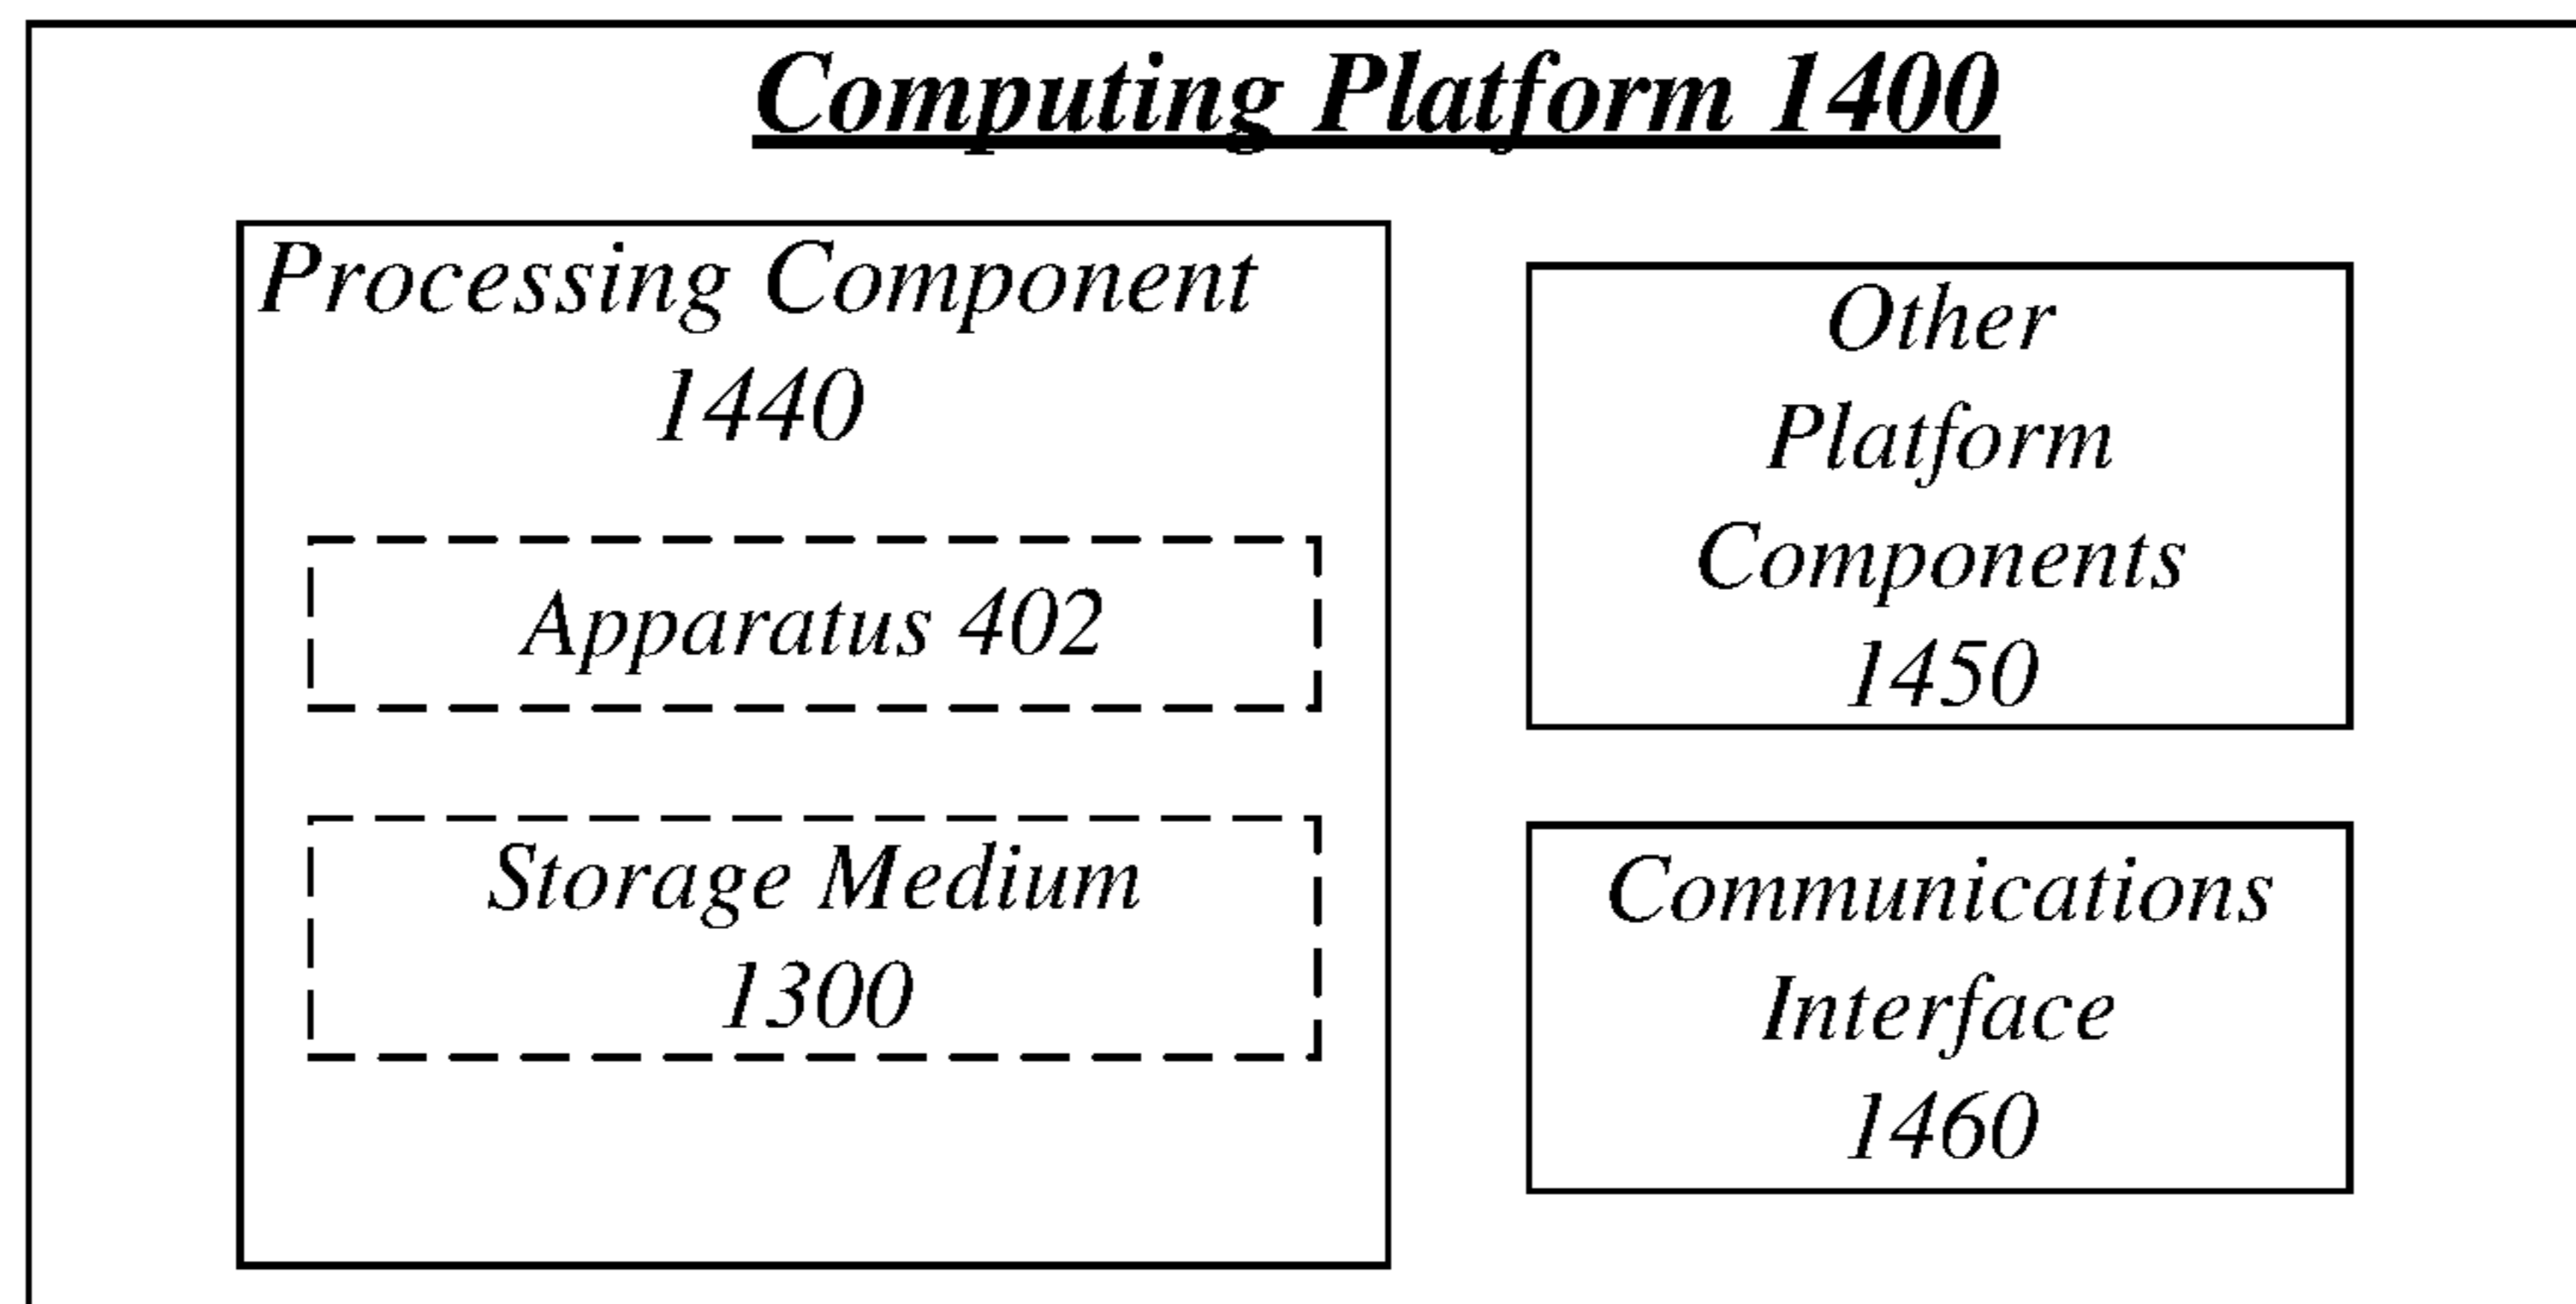 Computing Platform 1400
Processing Component
1440
Apparatus 402
Storage Medium
1300
Other
Platform
Components
1450
Communications
Interface
1460